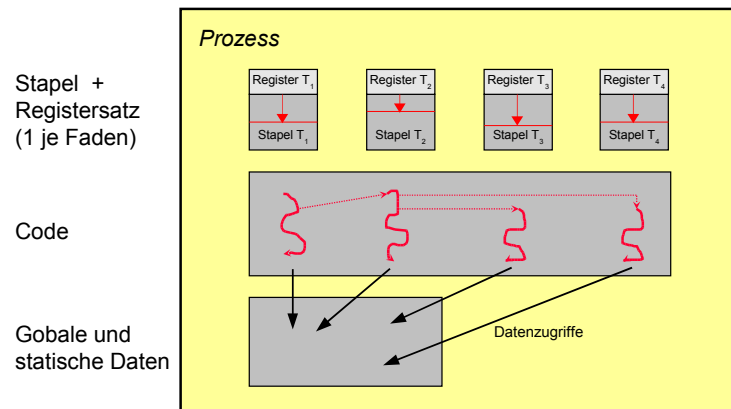 Prozess
Stapel +
Registersatz
(1 je Faden)
Register T1
Register T2
Register T3
Register T4
Stapel T1
Stapel T2
Stapel T3
Stapel T4
Code
Gobale und
statische Daten
Datenzugriffe